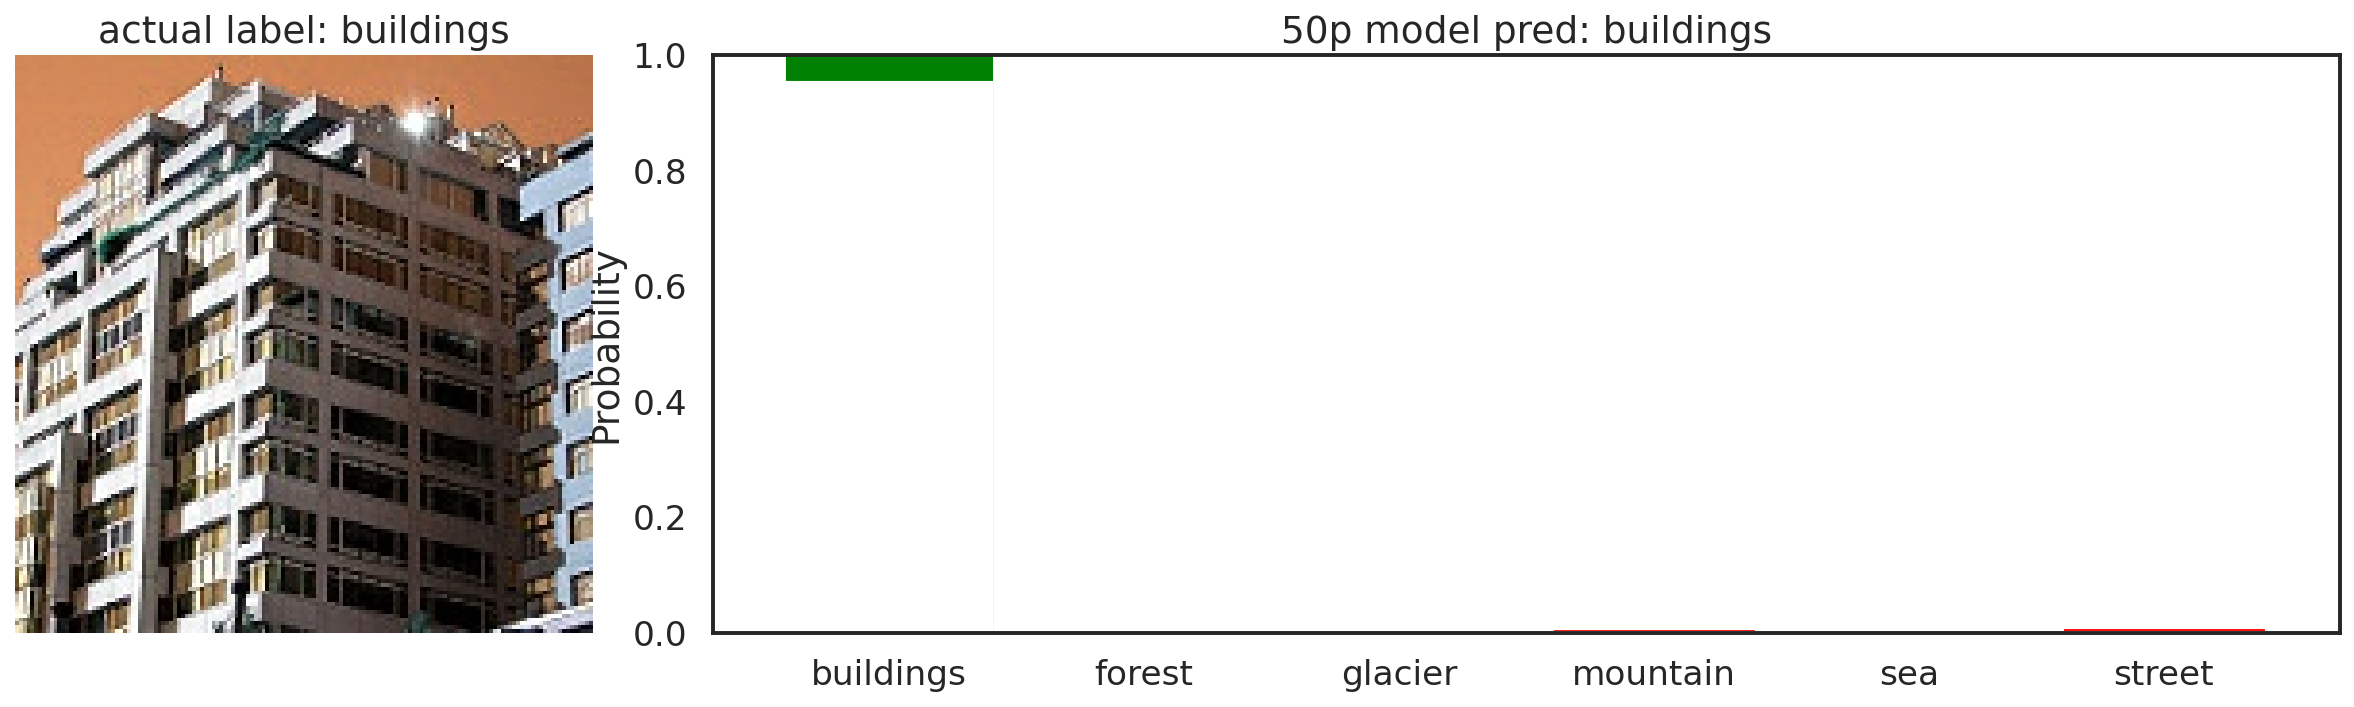 actual label: buildings
50p model pred: buildings
Probability
1.0
0.8
0.6
0.4
0.2
0.0
buildings forest glacier mountain sea street